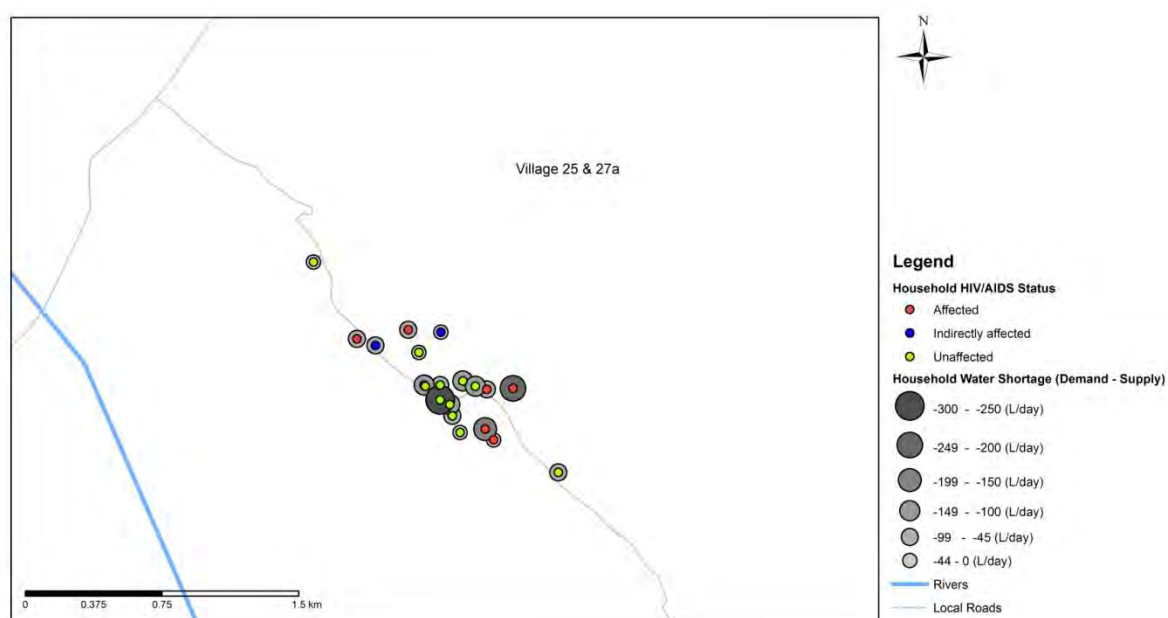 N
Village 25 & 27a
Legend
Household HIV/AIDS Status
Affected
Indirectly affected
Unaffected
Household Water Shortage (Demand - Supply)
-300 - -250 (L/day)
-249 - -200 (L/day)
-199 - -150 (L/day)
-149 - -100 (L/day)
-99 - -45 (L/day)
-44 - 0 (L/day)
Rivers
Local Roads
0 0.375 0.75 1.5 km